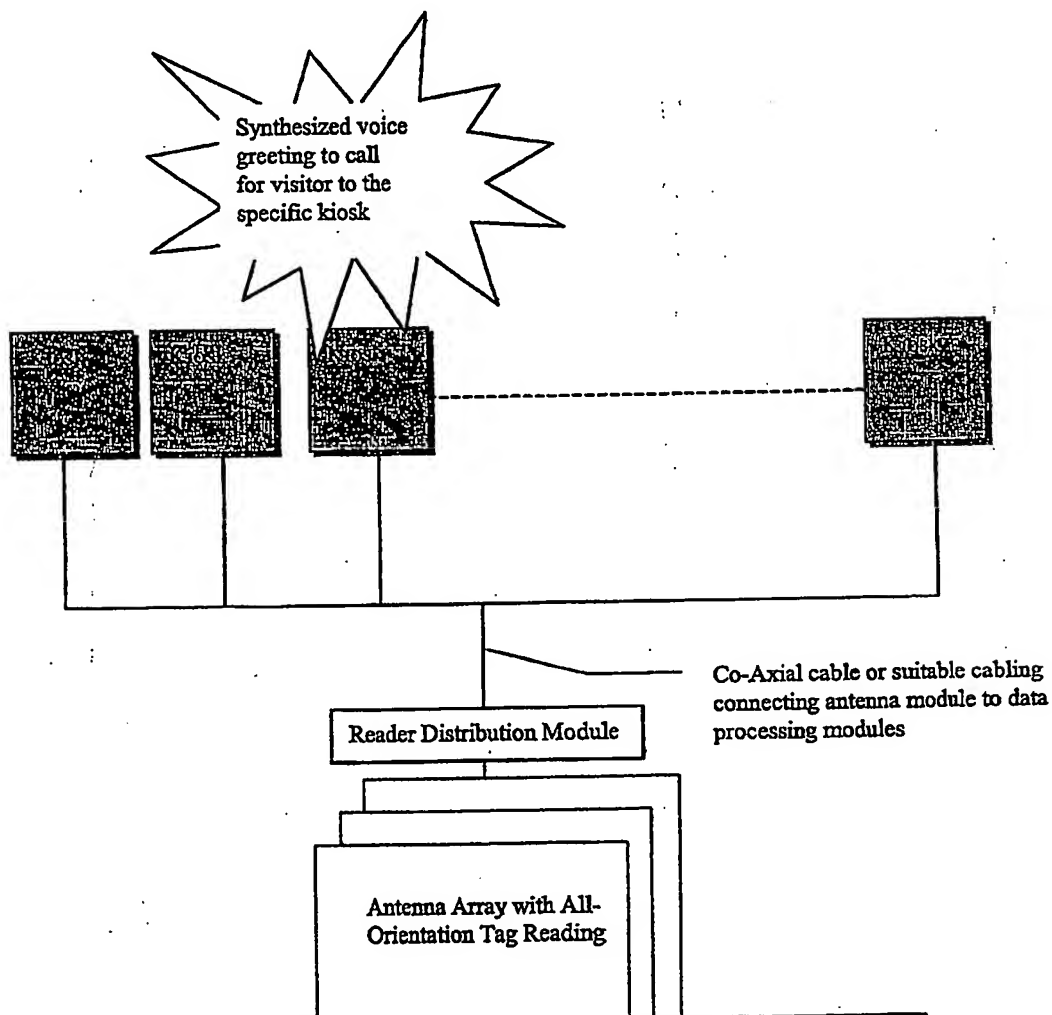 Synthesized voice
greeting to call
for visitor to the
specific kiosk
Co-Axial cable or suitable cabling
connecting antenna module to data
processing modules
Reader Distribution Module
Antenna Array with All-
Orientation Tag Reading